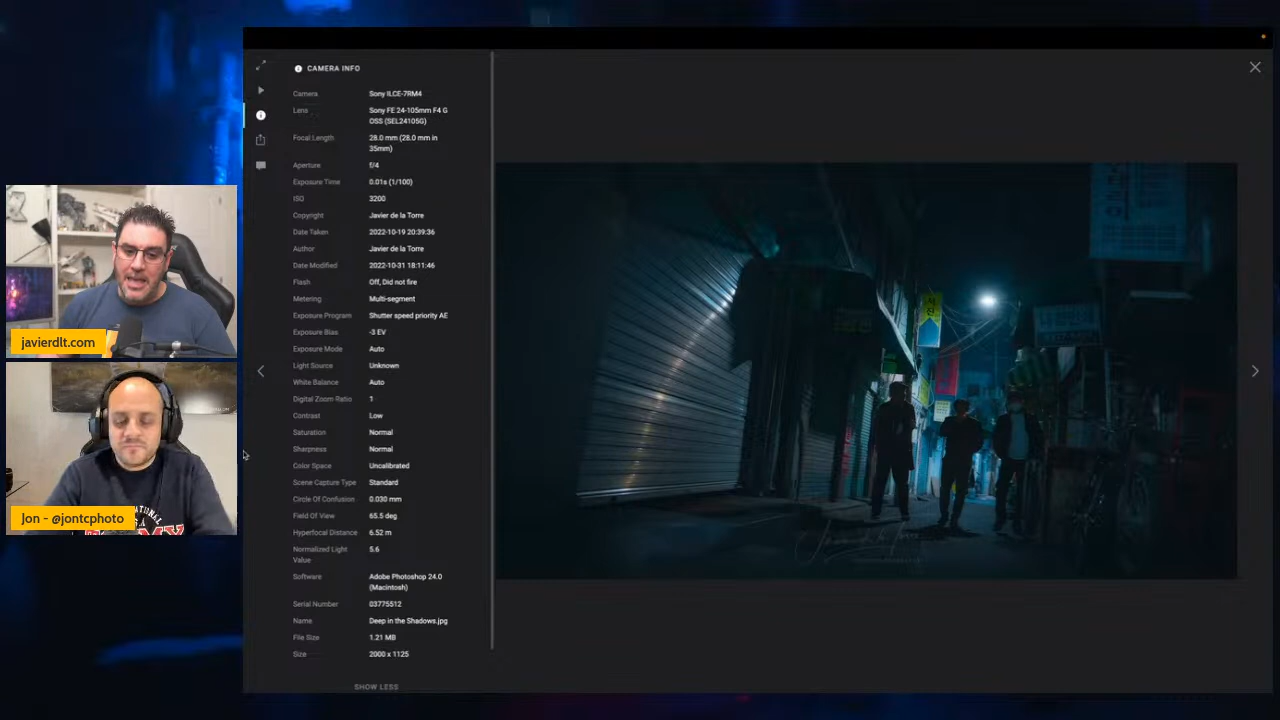 CAMERA INFO
Camera Sony ILCE-7RM4
Lens Sony FE 24-105mm F4 G
OSS (SEL24105G)
Focal Length 28.0 mm (28.0 mm in
35mm)
Aperture f/4
Exposure Time 0.01s (1/100)
ISO 3200
Copyright Javier de la Torre
Date Taken 2022-10-19 20:39:36
Author Javier de la Torre
Date Modified 2022-10-31 18:11:46
Flash Off, Did not fire
Metering Multi-segment
Exposure Program Shutter speed priority AE
Exposure Bias -3 EV
Exposure Mode Auto
Light Source Unknown
White Balance Auto
Digital Zoom Ratio 1
Contrast Low
Saturation Normal
Sharpness Normal
Color Space Uncalibrated
Scene Capture Type Standard
Circle Of Confusion 0.030 mm
Field Of View 65.5 deg
Hyperfocal Distance 6.52 m
Normalized Light 5.6
Value
Software Adobe Photoshop 24.0
(Macintosh)
Serial Number 03775512
Name Deep in the Shadows.jpg
File Size 1.21 MB
Size 2000 x 1125
SHOW LESS
javierdlt.com
Jon - @jontcphoto